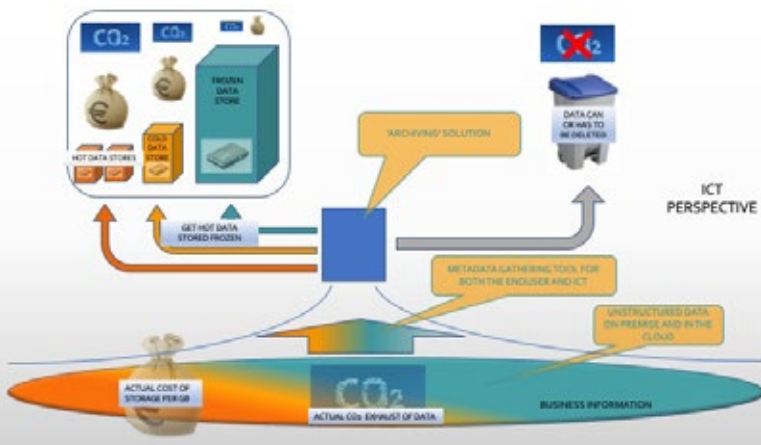 CO₂
CO₂
CO₂
€
€
FROZEN
DATA
STORE
COLD
DATA
STORE
HOT DATA STORES
GET HOT DATA
STORED FROZEN
'ARCHIVING' SOLUTION
CO₂
DATA CAN
OR HAS TO
BE DELETED
ICT
PERSPECTIVE
METADATA GATHERING TOOL FOR
BOTH THE ENDUSER AND ICT
UNSTRUCTURED DATA
ON PREMISE AND IN THE
CLOUD
ACTUAL COST OF
STORAGE PER GB
CO₂
ACTUAL CO₂ EXHAUST OF DATA
BUSINESS INFORMATION